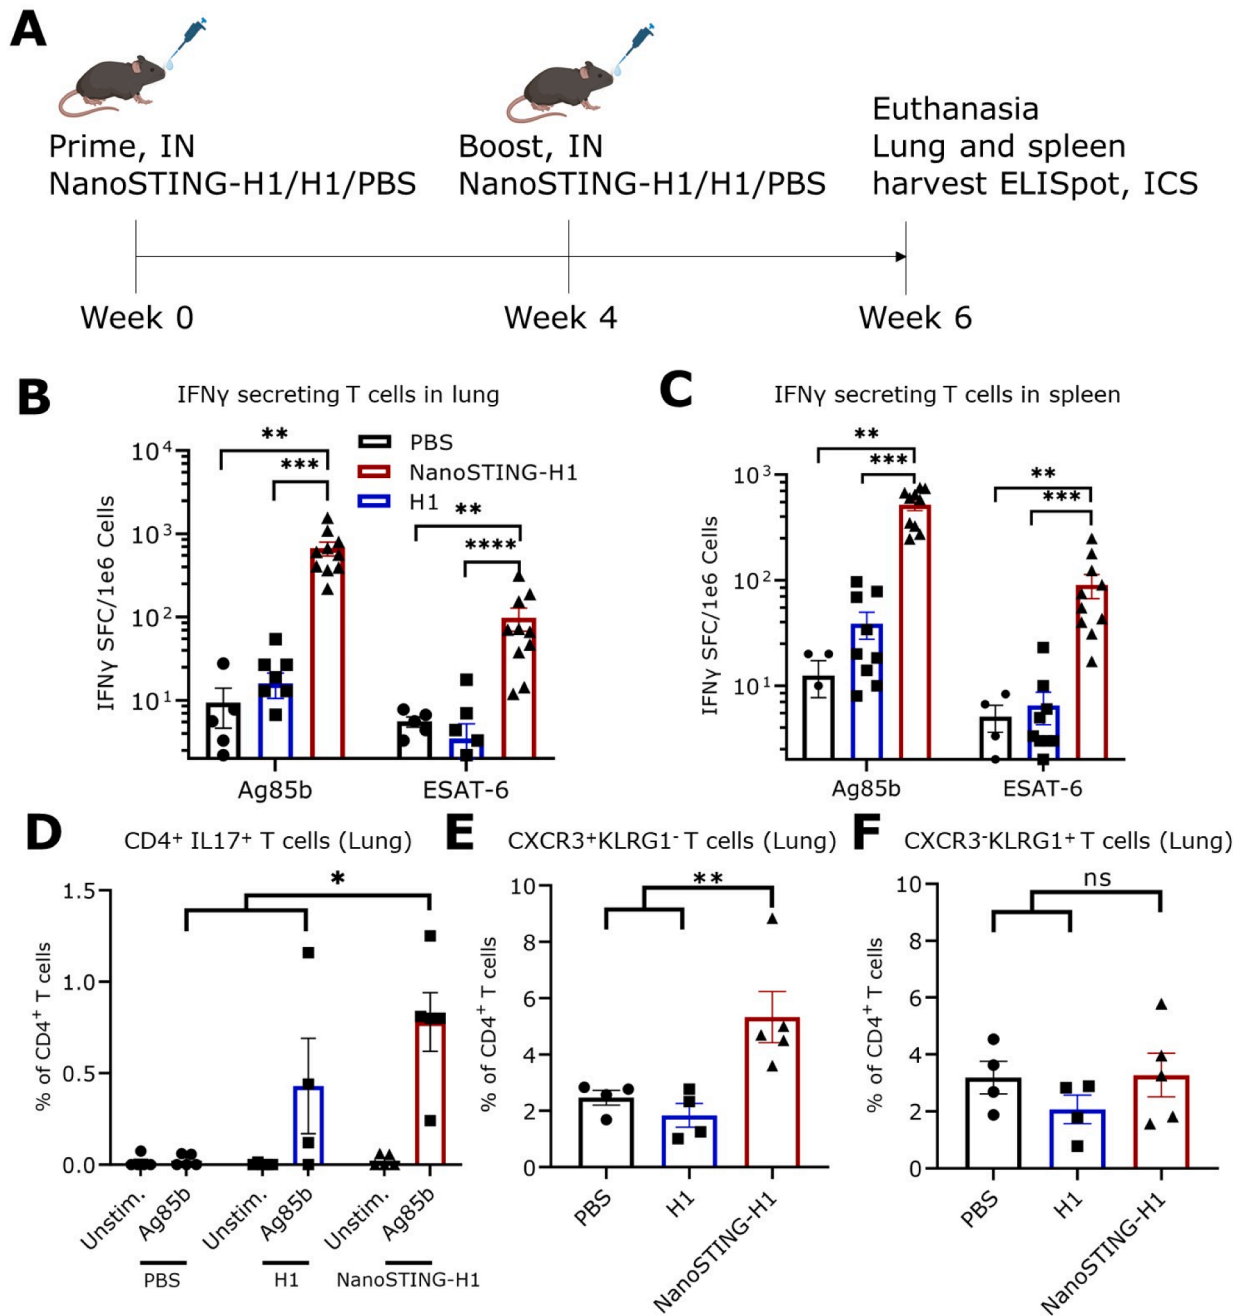 A
Prime, IN
NanoSTING-H1/H1/PBS
Boost, IN
NanoSTING-H1/H1/PBS
Euthanasia
Lung and spleen
harvest ELISpot, ICS
Week 0
Week 4
Week 6
B
IFNγ secreting T cells in lung
IFNγ SFC/1e6 Cells
10⁴
10³
10²
10¹
**
***
**
****
PBS
NanoSTING-H1
H1
Ag85b
ESAT-6
C
IFNγ secreting T cells in spleen
IFNγ SFC/1e6 Cells
10³
10²
10¹
**
***
**
***
Ag85b
ESAT-6
D
CD4⁺ IL17⁺ T cells (Lung)
% of CD4⁺ T cells
1.5
1.0
0.5
0.0
*
Unstim.
Ag85b
Unstim.
Ag85b
Unstim.
Ag85b
PBS
H1
NanoSTING-H1
E
CXCR3⁺KLRG1⁻ T cells (Lung)
% of CD4⁺ T cells
10
8
6
4
2
0
**
PBS
H1
NanoSTING-H1
F
CXCR3⁻KLRG1⁺ T cells (Lung)
% of CD4⁺ T cells
10
8
6
4
2
0
ns
PBS
H1
NanoSTING-H1